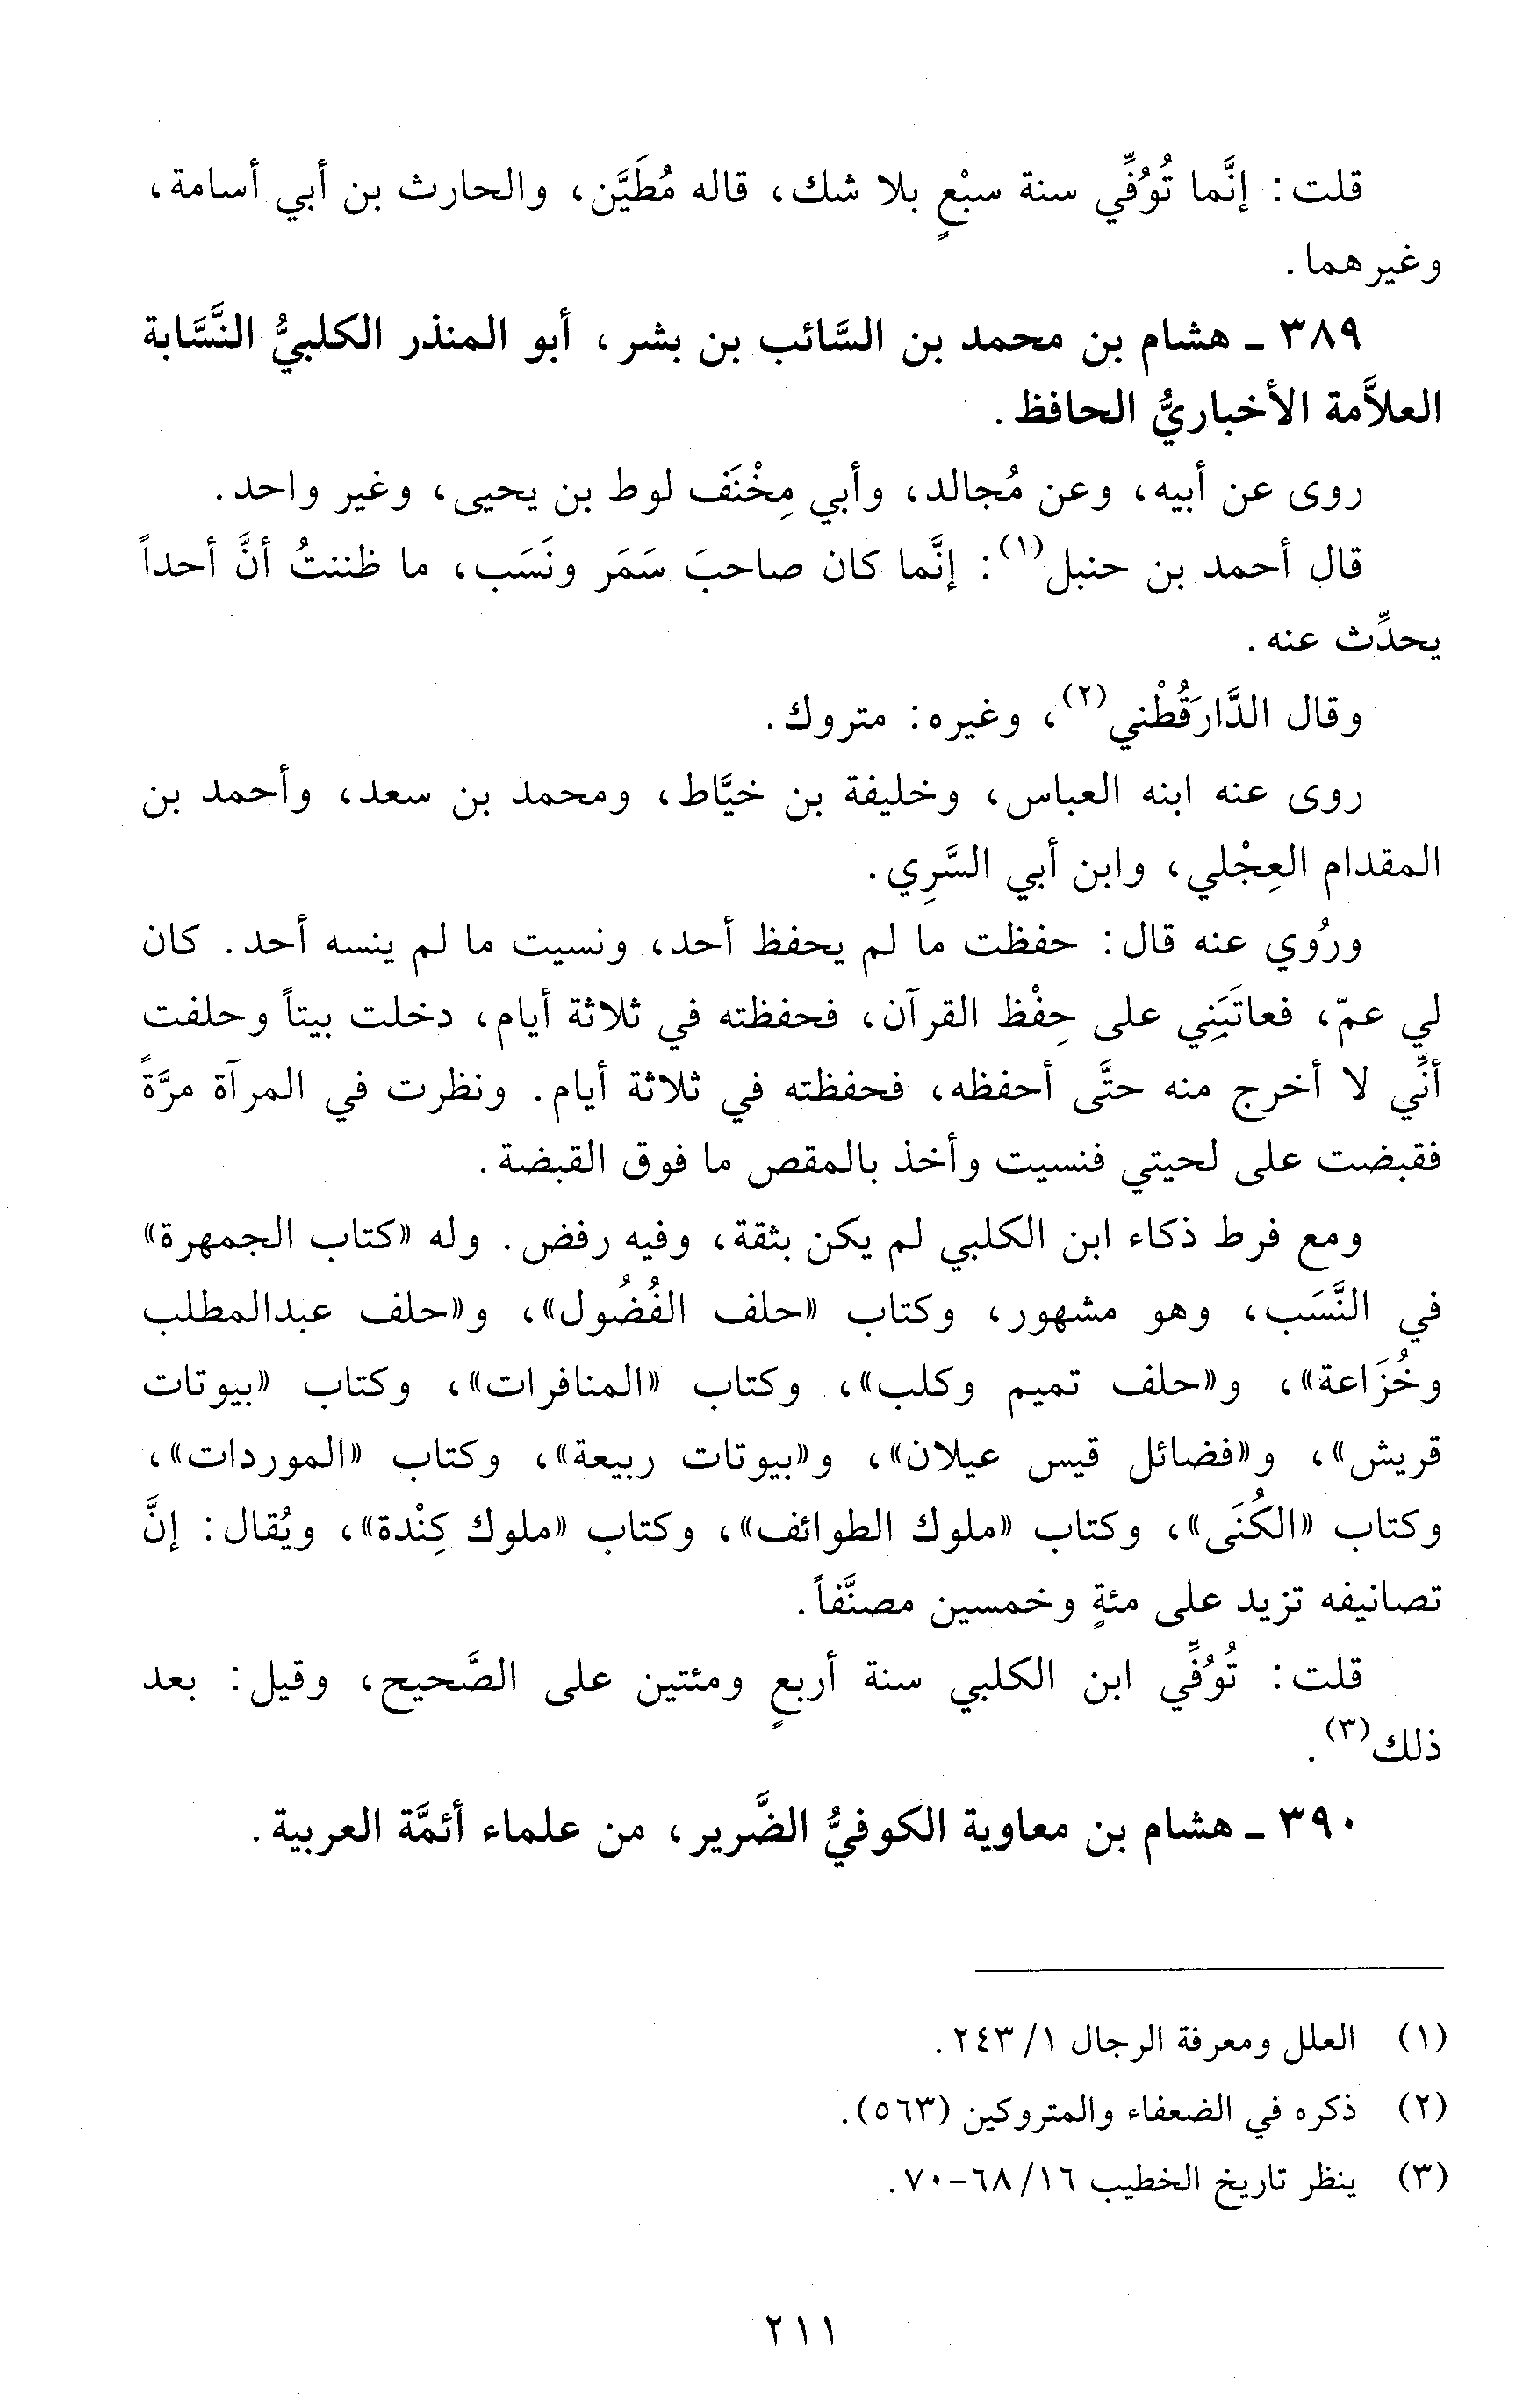 قلت: إنَّما تُوُفِّي سنة سبْعٍ بلا شك، قاله مُطَيَّن، والحارث بن أبي أسامة،
وغيرهما.
٣٨٩ - هشام بن محمد بن السَّائب بن بشر، أبو المنذر الكلبيُّ النَّسَّابة
العلاَّمة الأخباريُّ الحافظ.
روى عن أبيه، وعن مُجالد، وأبي مِخْنَف لوط بن يحيى، وغير واحد.
قال أحمد بن حنبل(١): إنَّما كان صاحبَ سَمَر ونَسَب، ما ظننتُ أنَّ أحداً
يحدِّث عنه.
وقال الدَّارَقُطْني(٢)، وغيره: متروك.
روى عنه ابنه العباس، وخليفة بن خيَّاط، ومحمد بن سعد، وأحمد بن
المقدام العِجْلي، وابن أبي السَّرِي.
ورُوي عنه قال: حفظت ما لم يحفظ أحد، ونسيت ما لم ينسه أحد. كان
لي عمّ، فعاتَبَنِي على حِفْظ القرآن، فحفظته في ثلاثة أيام، دخلت بيتاً وحلفت
أنِّي لا أخرج منه حتَّى أحفظه، فحفظته في ثلاثة أيام. ونظرت في المرآة مرَّةً
فقبضت على لحيتي فنسيت وأخذ بالمقص ما فوق القبضة.
ومع فرط ذكاء ابن الكلبي لم يكن بثقة، وفيه رفض. وله «كتاب الجمهرة»
في النَّسَب، وهو مشهور، وكتاب «حلف الفُضُول»، و«حلف عبدالمطلب
وخُزَاعة»، و«حلف تميم وكلب»، وكتاب «المنافرات»، وكتاب «بيوتات
قريش»، و«فضائل قيس عيلان»، و«بيوتات ربيعة»، وكتاب «الموردات»،
وكتاب «الكُنَى»، وكتاب «ملوك الطوائف»، وكتاب «ملوك كِنْدة»، ويُقال: إنَّ
تصانيفه تزيد على مئةٍ وخمسين مصنَّفاً.
قلت: تُوُفِّي ابن الكلبي سنة أربعٍ ومئتين على الصَّحيح، وقيل: بعد
ذلك(٣).
٣٩٠ - هشام بن معاوية الكوفيُّ الضَّرير، من علماء أئمَّة العربية.
(١) العلل ومعرفة الرجال ١/ ٢٤٣.
(٢) ذكره في الضعفاء والمتروكين (٥٦٣).
(٣) ينظر تاريخ الخطيب ١٦/ ٦٨-٧٠.
٢١١